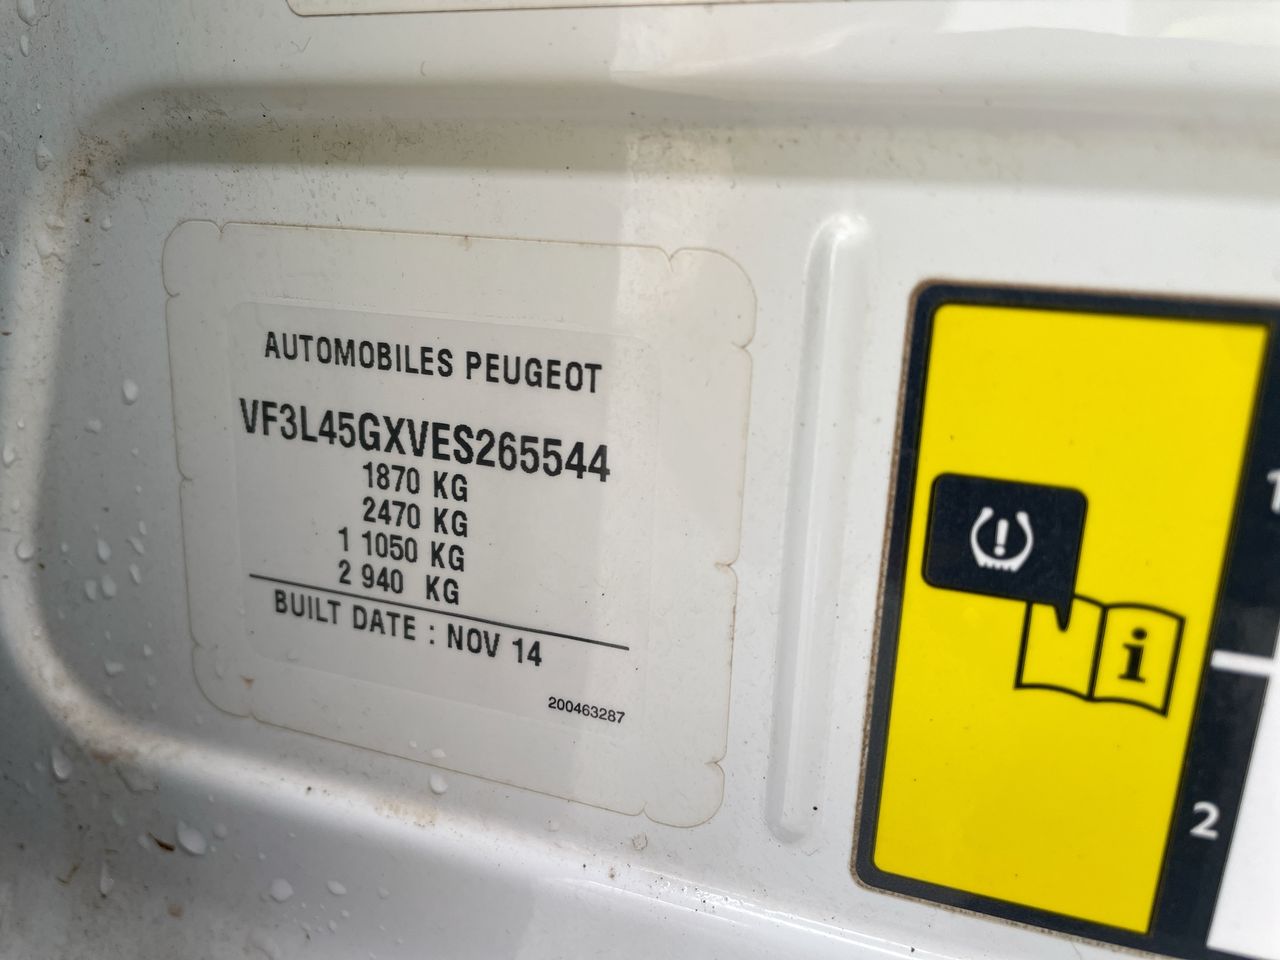 AUTOMOBILES PEUGEOT
VF3L45GXVES265544
1870 KG
2470 KG
1 1050 KG
2 940 KG
BUILT DATE : NOV 14
200463287
!
i
1
2